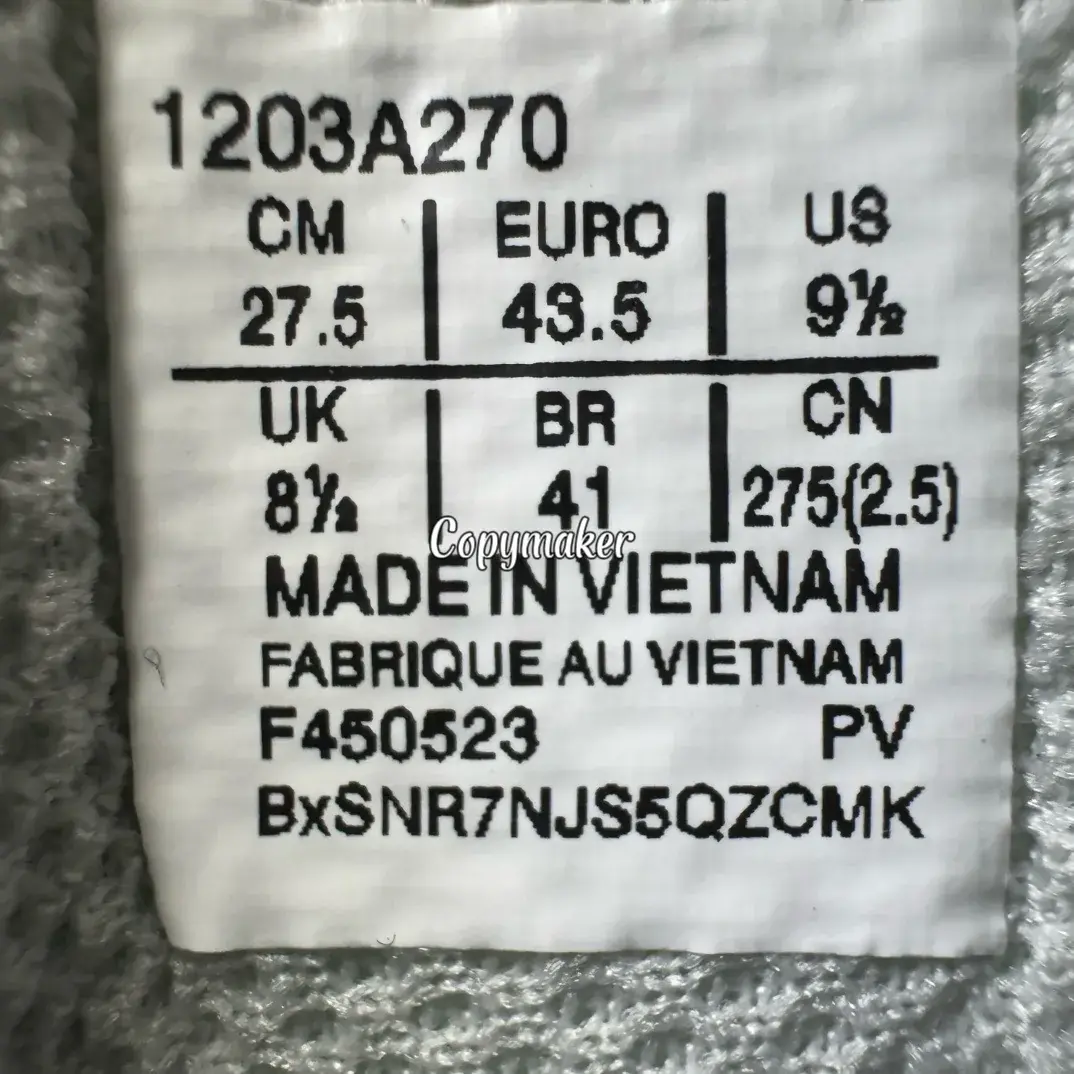 1203A270
CM EURO US
27.5 43.5 9½
UK BR CN
8½ 41 275(2.5)
Copymaker
MADE IN VIETNAM
FABRIQUE AU VIETNAM
F450523 PV
BxSNR7NJS5QZCMK